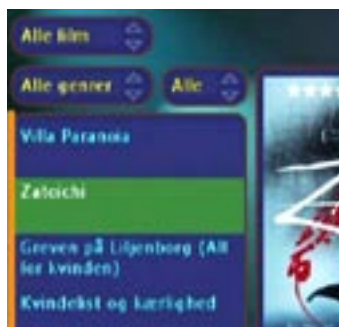 Alle film
Alle genrer Alle
Villa Paranoia
Zatoichi
Greven på Liljenborg (Alt
for kvinden)
Kvindelist og kærlighed